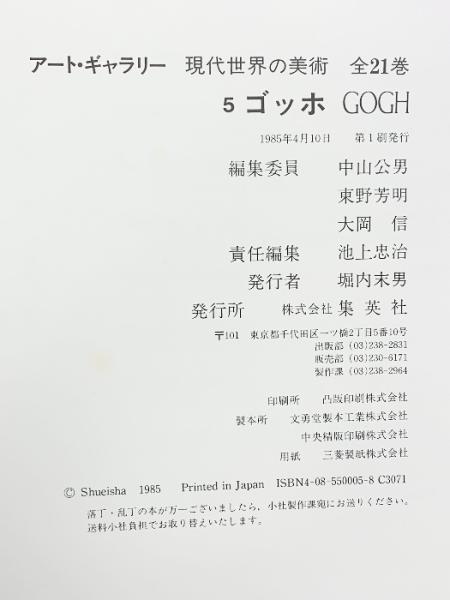 アート・ギャラリー 現代世界の美術 全21巻
5 ゴッホ GOGH
1985年4月10日 第1刷発行
編集委員 中山公男
東野芳明
大岡 信
責任編集 池上忠治
発行者 堀内末男
発行所 株式会社 集英社
〒101 東京都千代田区一ツ橋2丁目5番10号
出版部 (03)238-2831
販売部 (03)230-6171
製作課 (03)238-2964
印刷所 凸版印刷株式会社
製本所 文勇堂製本工業株式会社
中央精版印刷株式会社
用紙 三菱製紙株式会社
© Shueisha 1985 Printed in Japan ISBN4-08-550005-8 C3071
落丁・乱丁の本が万一ございましたら、小社製作課宛にお送りください。
送料小社負担でお取り替えいたします。